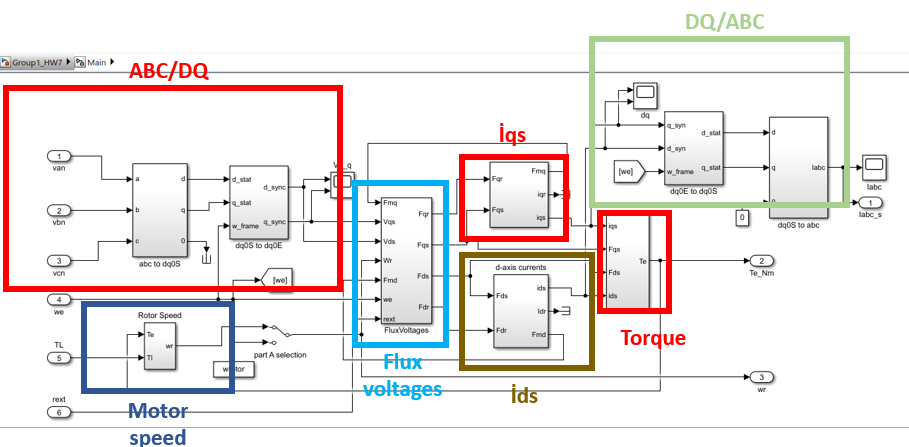 DQ/ABC
Group1_HW7 Main
ABC/DQ
İqs
dq
q_syn
d_stat
d_syn
q_stat
[we]
w_frame
dq0E to dq0S
d
q
Iabc
0
dq0S to abc
Iabc
1
Iabc_s
1
van
2
vbn
3
vcn
a
d
b
q
c
0
abc to dq0S
d_stat
d_sync
q_stat
w_frame
q_sync
dq0S to dq0E
[we]
4
we
Fmq
Vqs
Fqr
Vds
Wr
Fqs
Fmd
Fds
we
rext
Fdr
FluxVoltages
Fqr
Fmq
iqr
Fqs
iqs
iqs
Fqs
Te
Fds
ids
2
Te_Nm
d-axis currents
Fds
ids
Idr
Fdr
Fmd
Rotor Speed
Te
wr
Tl
TL
5
part A selection
rext
6
3
wr
Torque
Flux
voltages
İds
Motor
speed